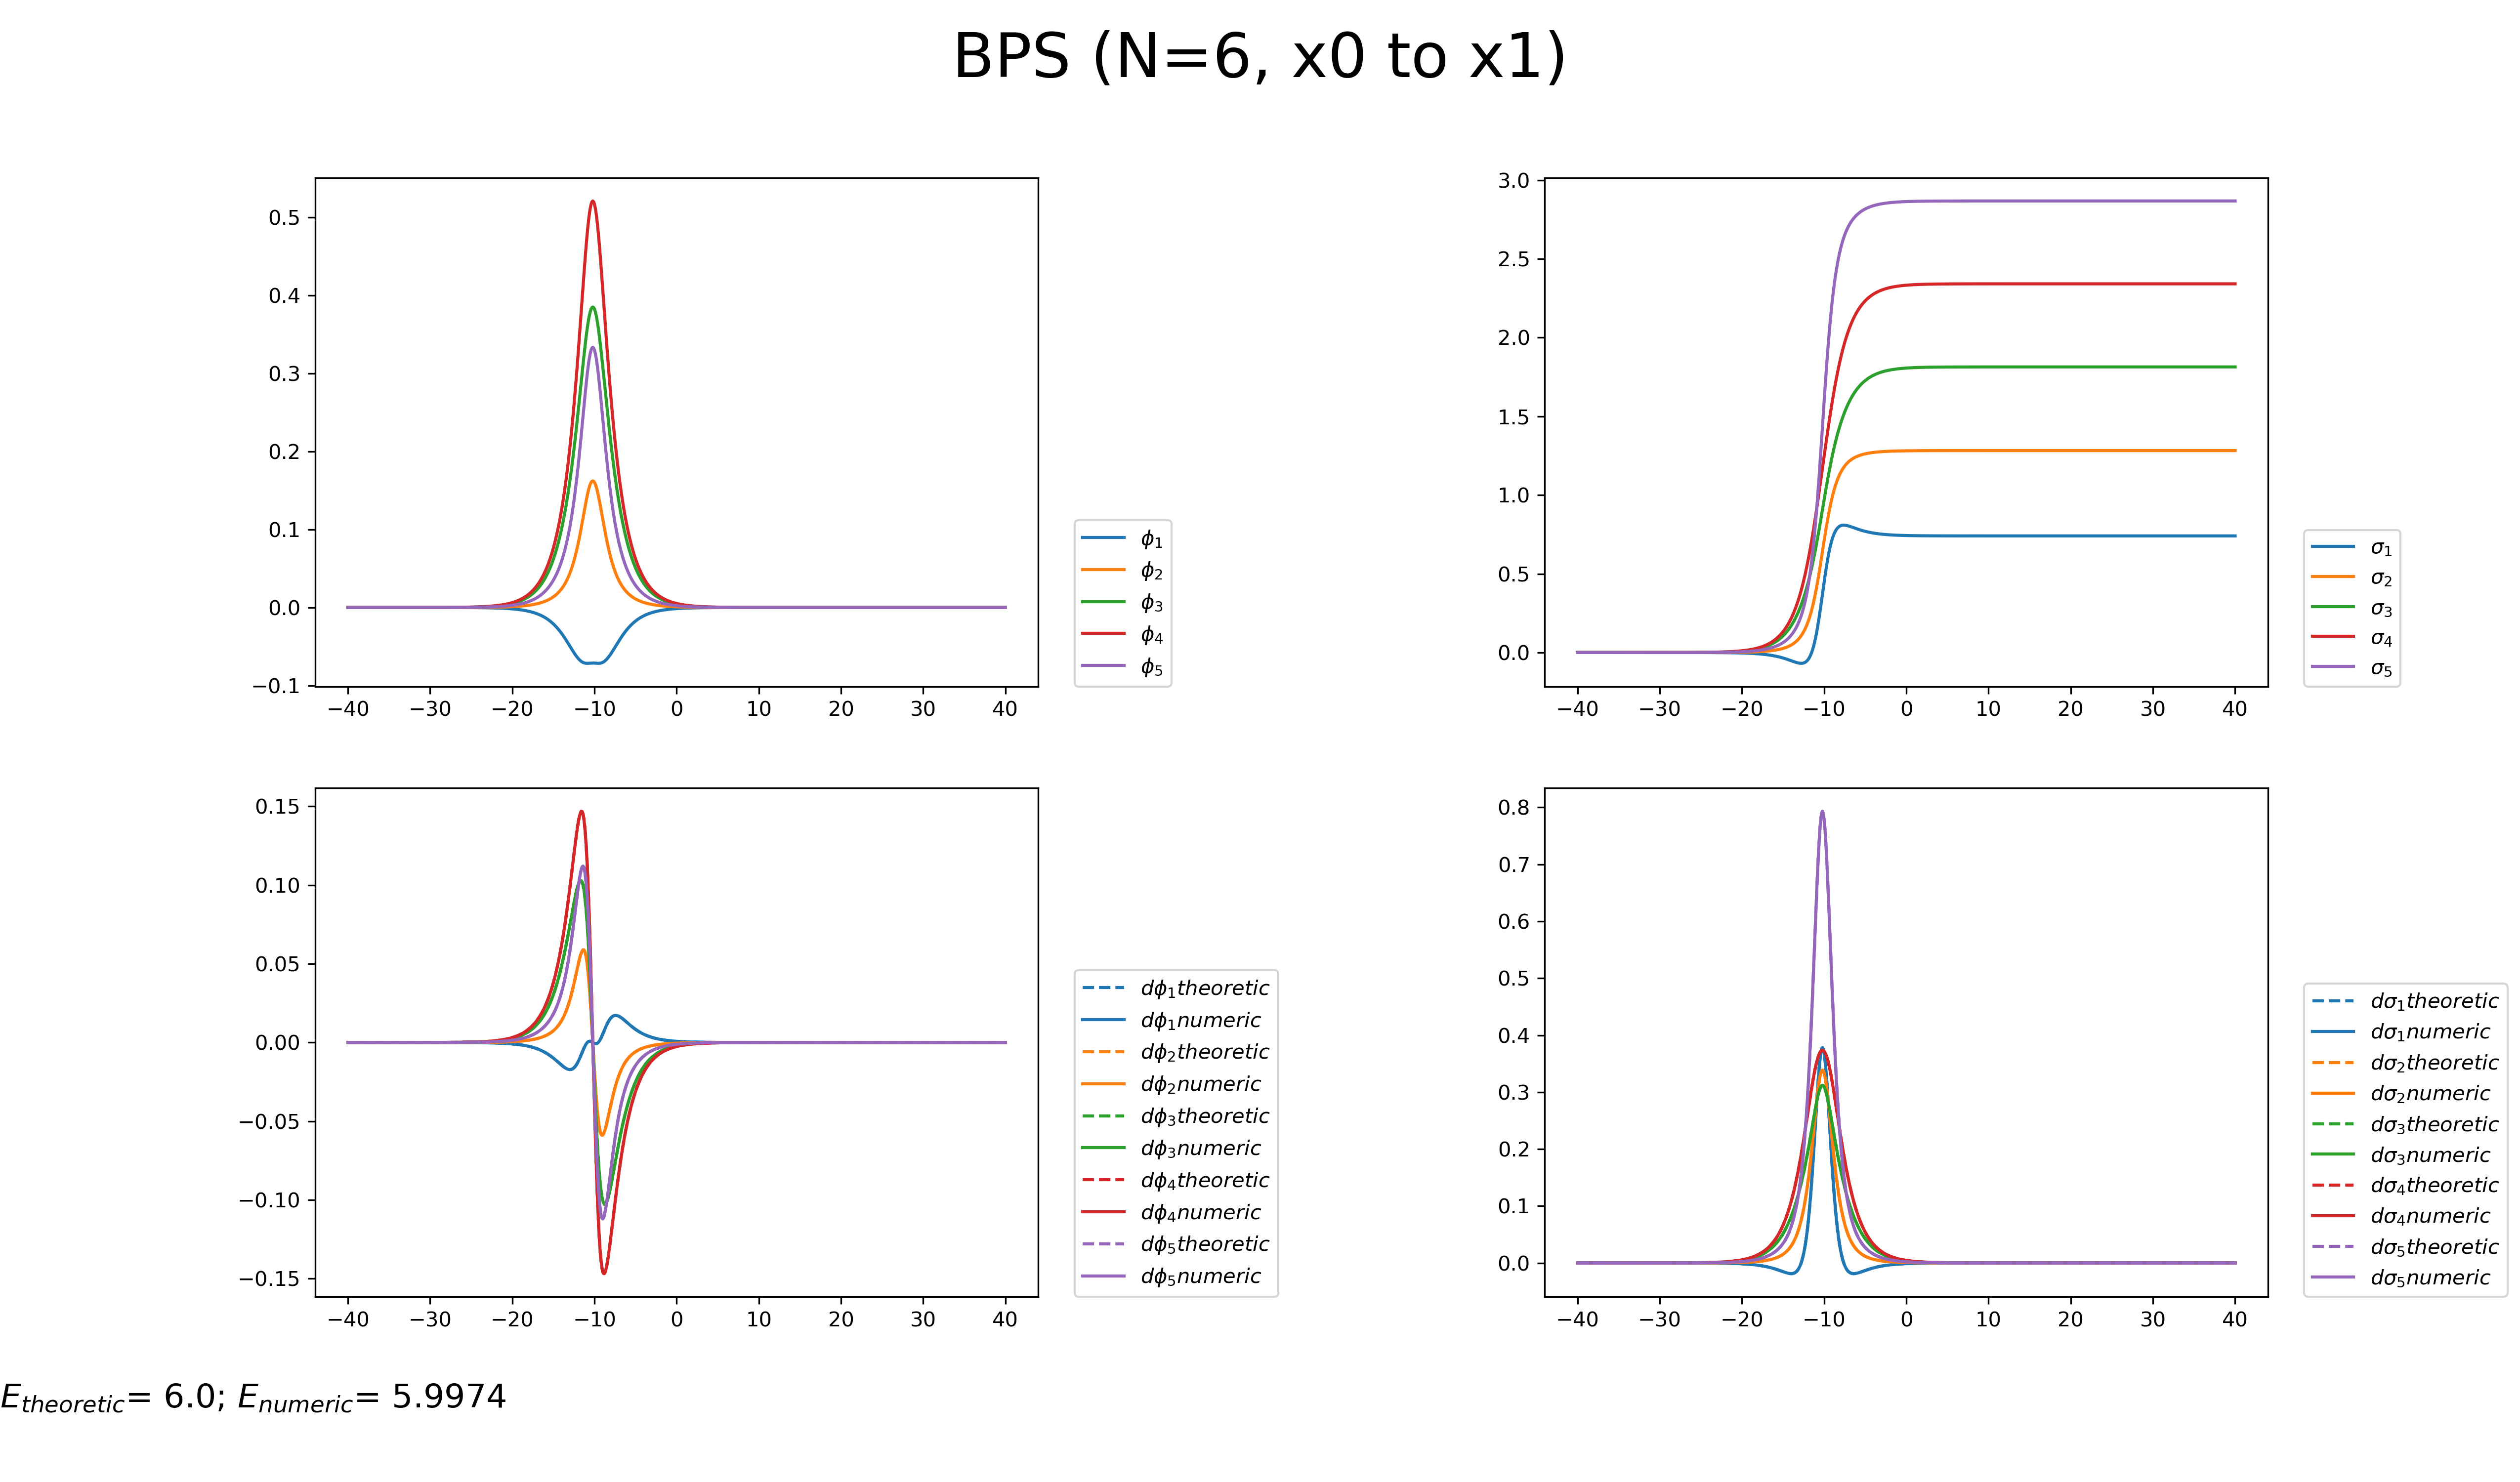 BPS (N=6, x0 to x1)
0.5
0.4
0.3
0.2
0.1
0.0
−0.1
−40 −30 −20 −10 0 10 20 30 40
ϕ₁
ϕ₂
ϕ₃
ϕ₄
ϕ₅
3.0
2.5
2.0
1.5
1.0
0.5
0.0
−40 −30 −20 −10 0 10 20 30 40
σ₁
σ₂
σ₃
σ₄
σ₅
0.15
0.10
0.05
0.00
−0.05
−0.10
−0.15
−40 −30 −20 −10 0 10 20 30 40
dϕ₁theoretic
dϕ₁numeric
dϕ₂theoretic
dϕ₂numeric
dϕ₃theoretic
dϕ₃numeric
dϕ₄theoretic
dϕ₄numeric
dϕ₅theoretic
dϕ₅numeric
0.8
0.7
0.6
0.5
0.4
0.3
0.2
0.1
0.0
−40 −30 −20 −10 0 10 20 30 40
dσ₁theoretic
dσ₁numeric
dσ₂theoretic
dσ₂numeric
dσ₃theoretic
dσ₃numeric
dσ₄theoretic
dσ₄numeric
dσ₅theoretic
dσ₅numeric
E_theoretic= 6.0; E_numeric= 5.9974